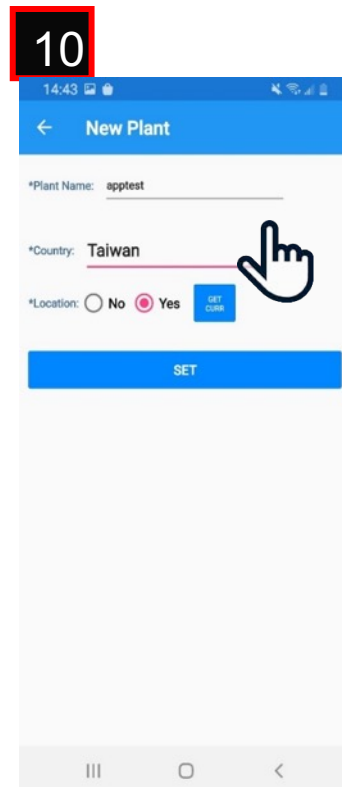 10
14:43
New Plant
*Plant Name: apptest
*Country: Taiwan
*Location: No Yes GET CURR
SET